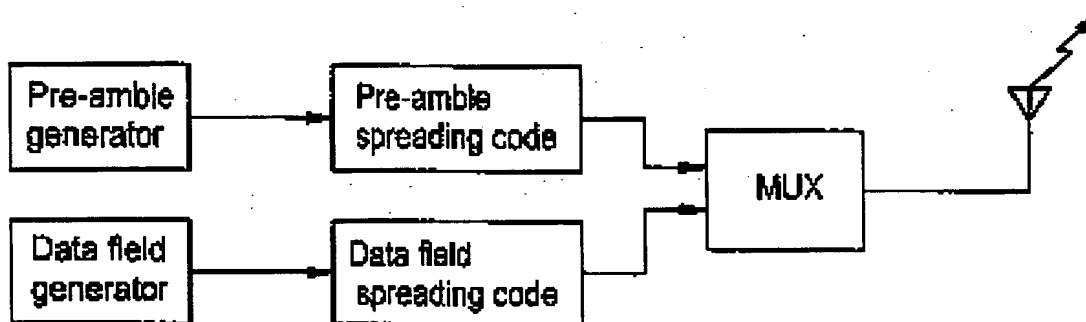 Pre-amble
generator
Pre-amble
spreading code
MUX
Data field
generator
Data field
spreading code